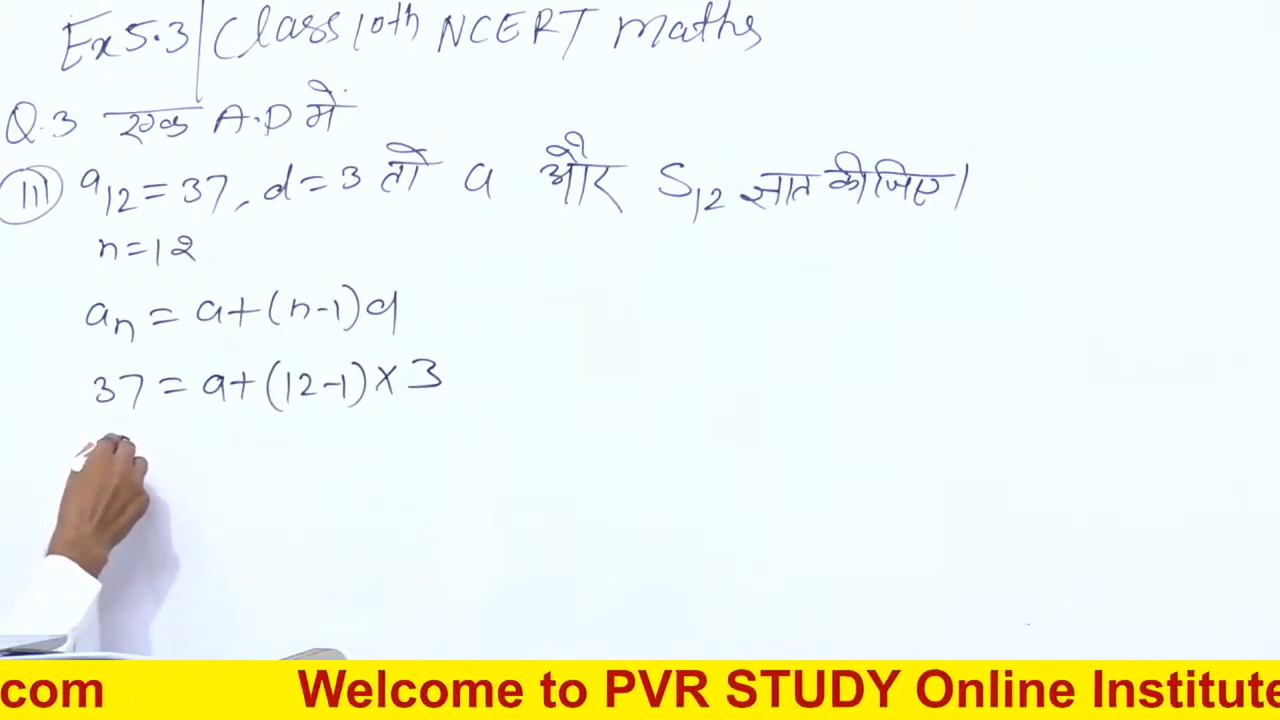 Ex 5.3 | Class 10th NCERT Maths
Q.3 एक A.P में
(III) a₁₂ = 37, d = 3 तो a और S₁₂ ज्ञात कीजिए।
n = 12
aₙ = a + (n-1)d
37 = a + (12-1) × 3
.com Welcome to PVR STUDY Online Institute